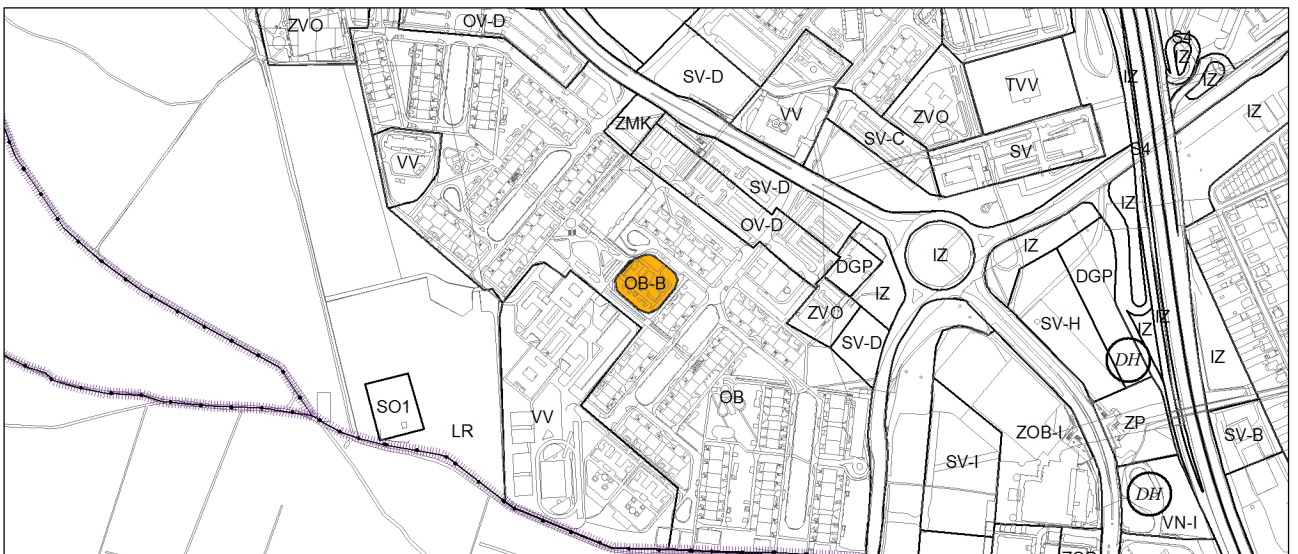 ZVO
OV-D
S4
IZ
IZ
IZ
SV-D
TVV
IZ
VV
ZVO
ZMK
SV-C
SV
S4
VV
SV-D
IZ
OV-D
IZ
IZ
DGP
DGP
OB-B
IZ
ZVO
SV-H
IZ
IZ
SV-D
DH
IZ
OB
SO1
VV
LR
ZOB-I
ZP
SV-B
SV-I
DH
VN-I